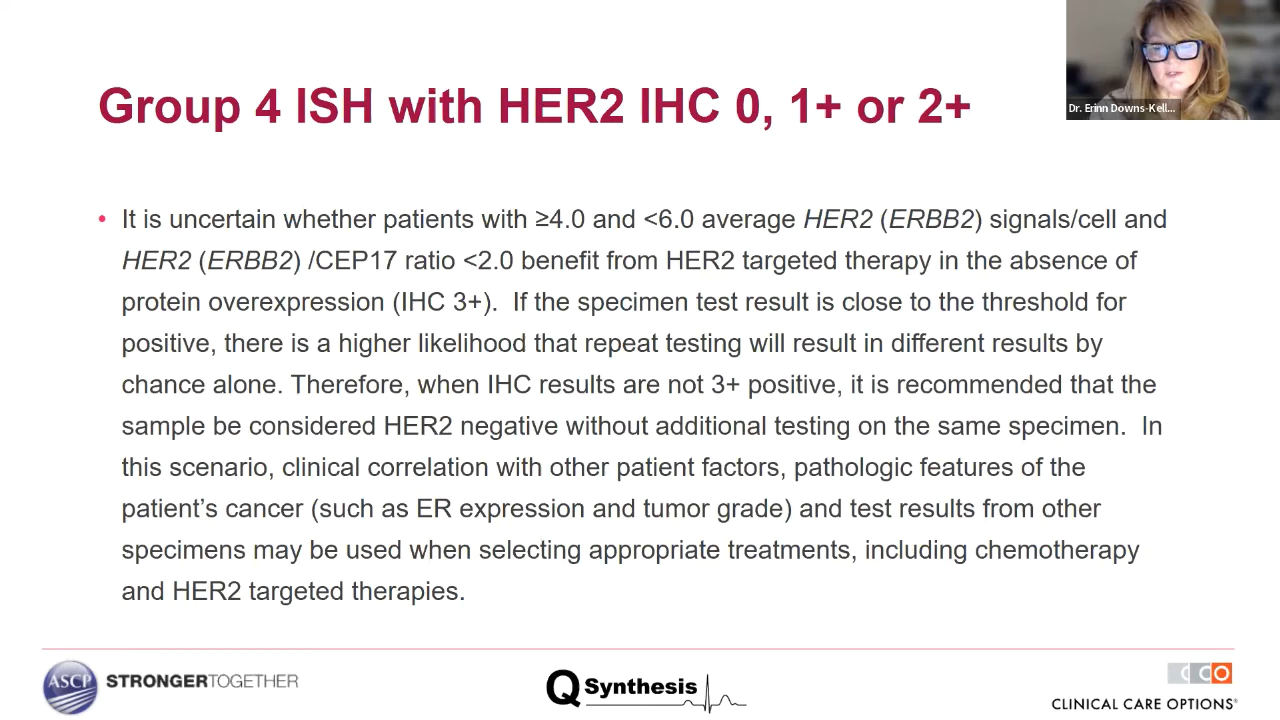 Dr. Erinn Downs-Kell...
Group 4 ISH with HER2 IHC 0, 1+ or 2+
• It is uncertain whether patients with ≥4.0 and <6.0 average HER2 (ERBB2) signals/cell and
HER2 (ERBB2) /CEP17 ratio <2.0 benefit from HER2 targeted therapy in the absence of
protein overexpression (IHC 3+).  If the specimen test result is close to the threshold for
positive, there is a higher likelihood that repeat testing will result in different results by
chance alone. Therefore, when IHC results are not 3+ positive, it is recommended that the
sample be considered HER2 negative without additional testing on the same specimen.  In
this scenario, clinical correlation with other patient factors, pathologic features of the
patient’s cancer (such as ER expression and tumor grade) and test results from other
specimens may be used when selecting appropriate treatments, including chemotherapy
and HER2 targeted therapies.
ASCP STRONGERTOGETHER
Q Synthesis
CCO
CLINICAL CARE OPTIONS®